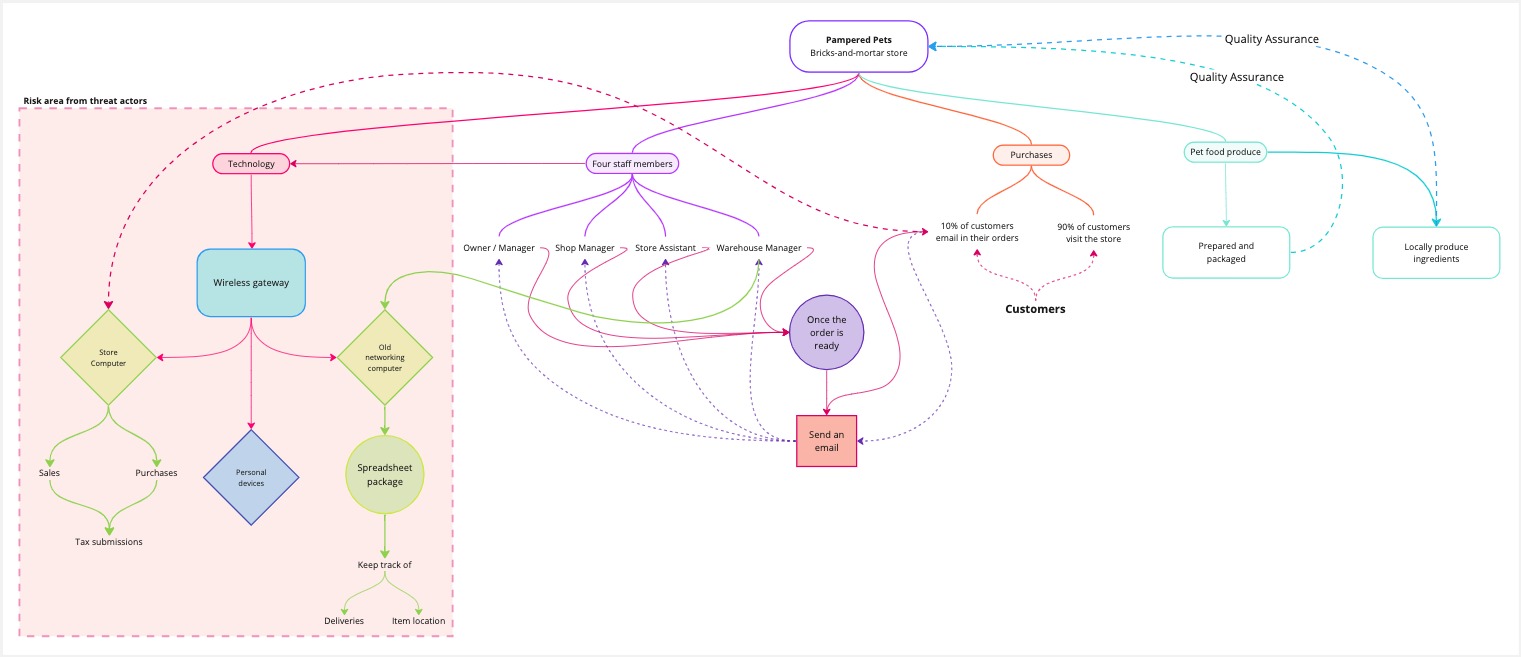 Pampered Pets
Bricks-and-mortar store
Quality Assurance
Quality Assurance
Risk area from threat actors
Technology
Four staff members
Purchases
Pet food produce
Owner / Manager
Shop Manager
Store Assistant
Warehouse Manager
10% of customers
email in their orders
90% of customers
visit the store
Prepared and
packaged
Locally produce
ingredients
Wireless gateway
Customers
Once the
order is
ready
Store
Computer
Old
networking
computer
Send an
email
Sales
Purchases
Personal
devices
Spreadsheet
package
Tax submissions
Keep track of
Deliveries
Item location